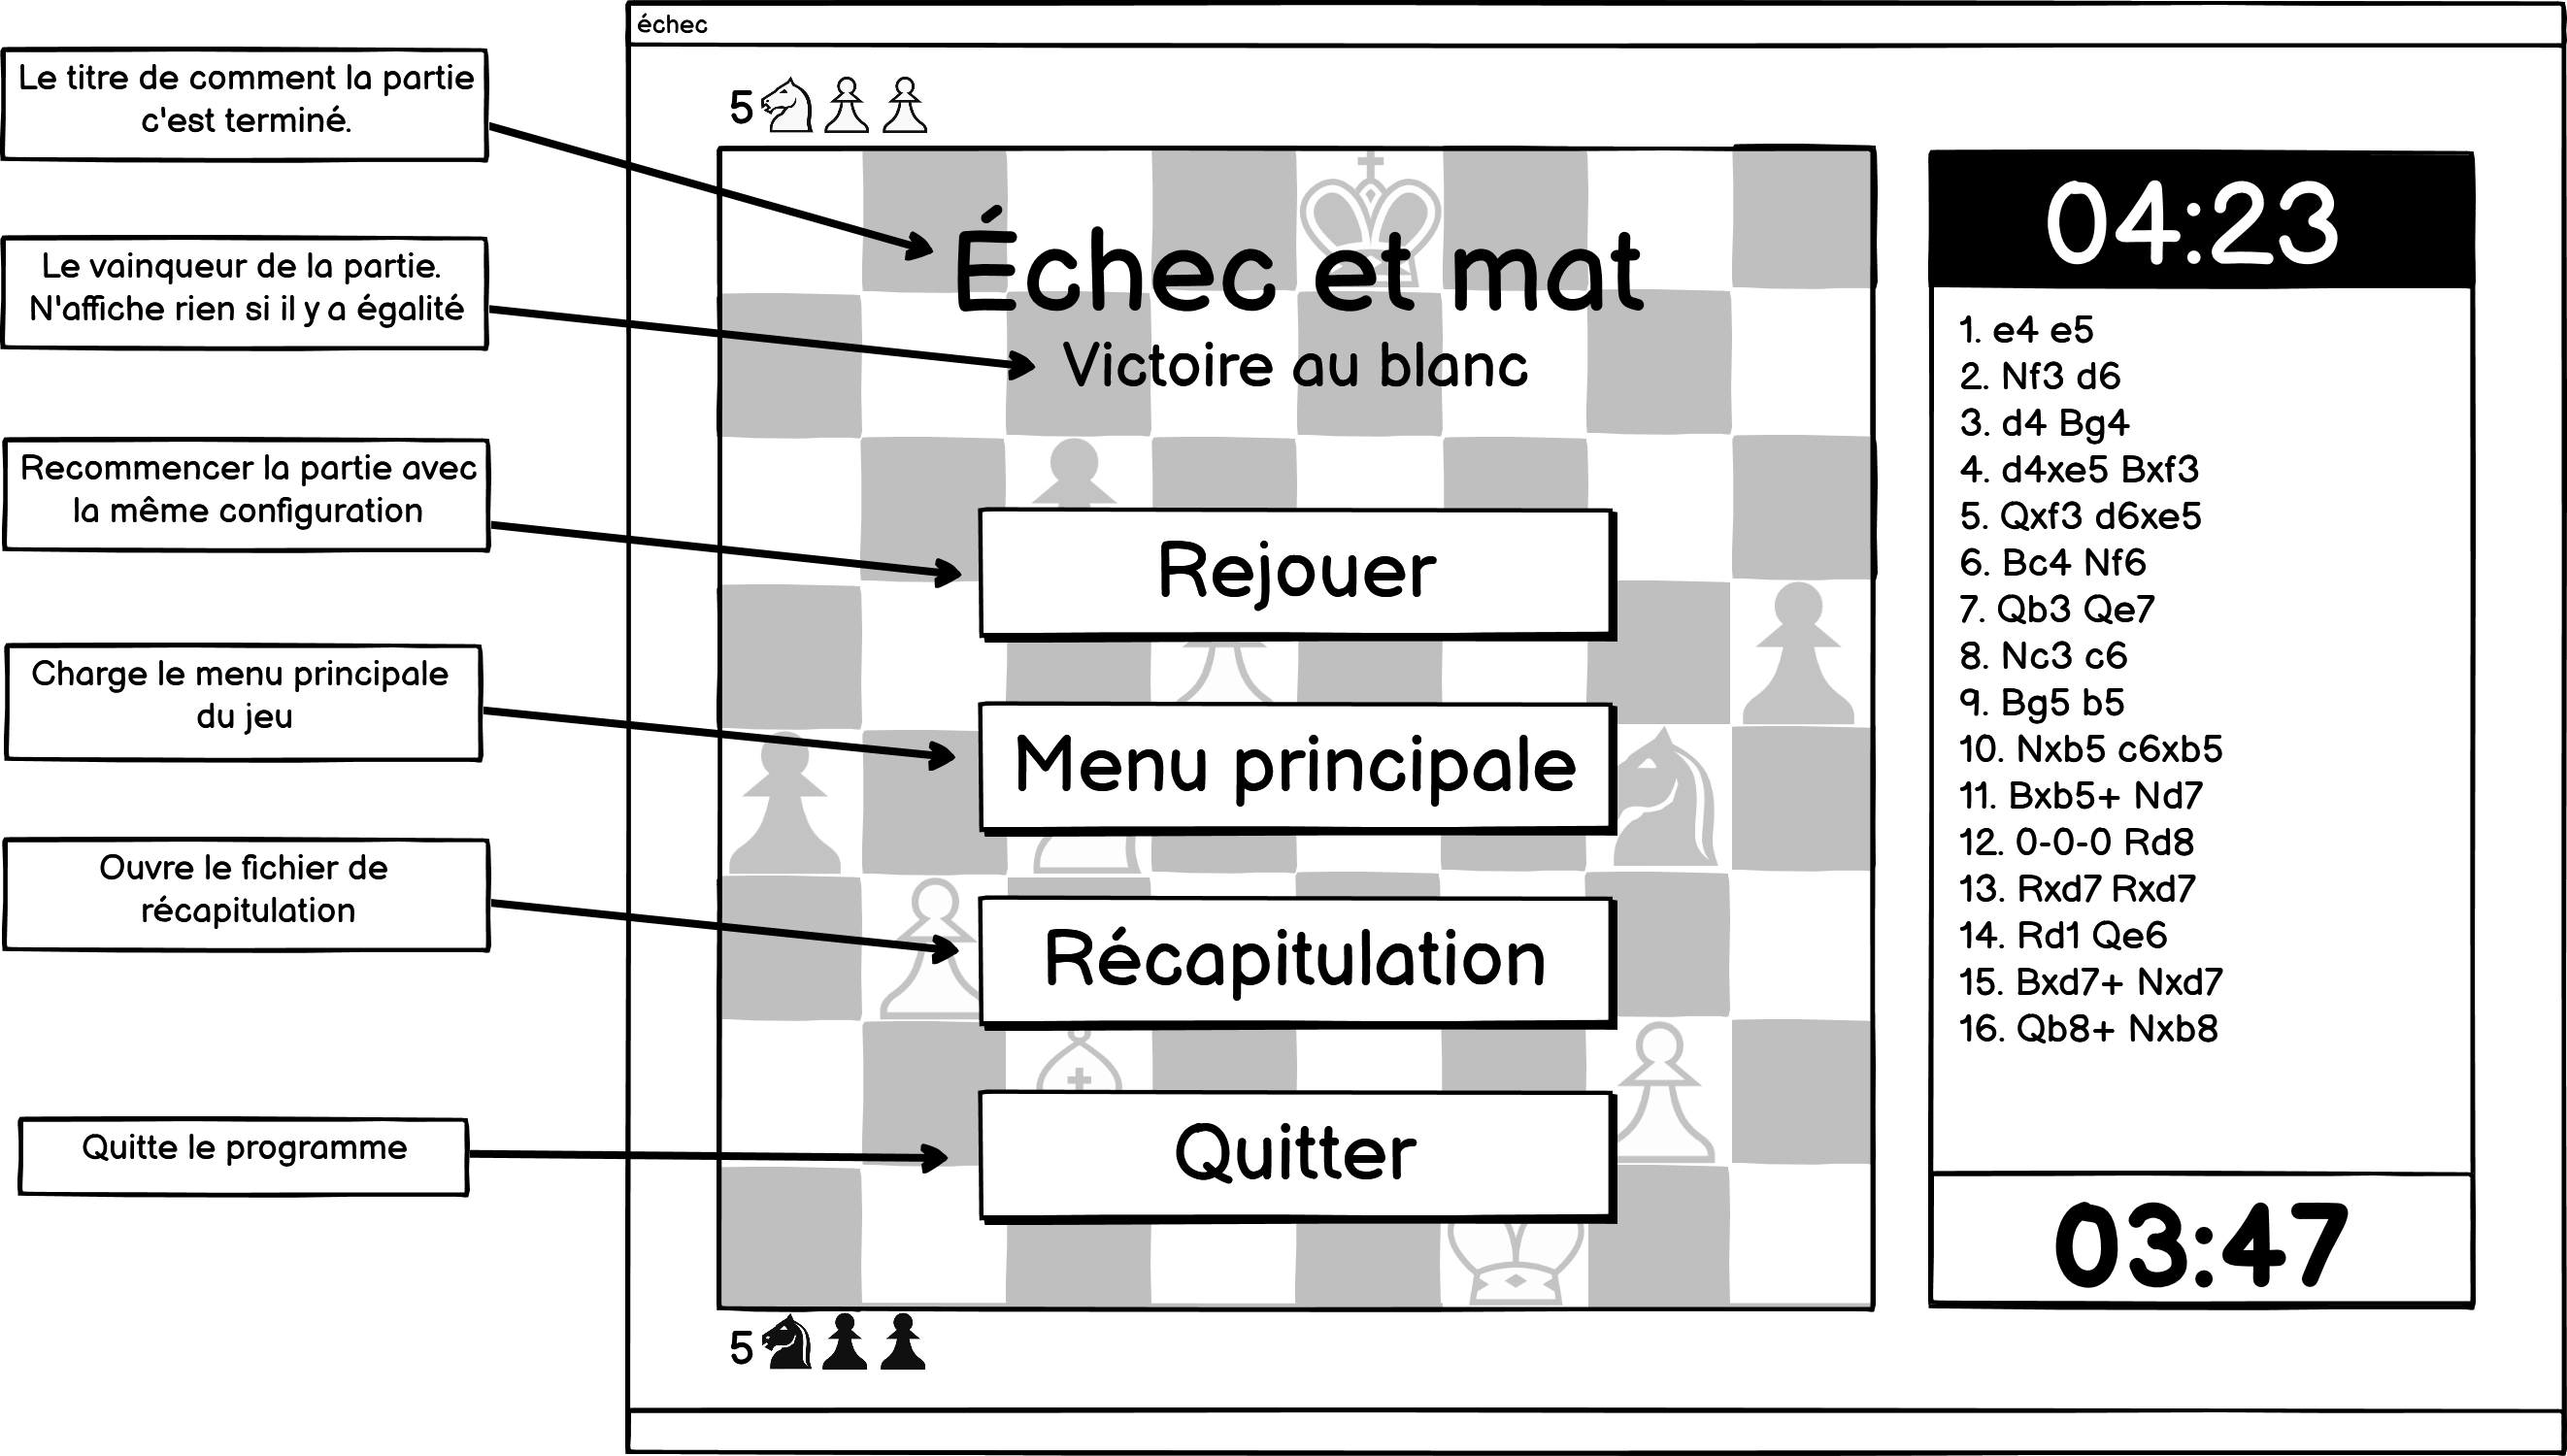 échec
Le titre de comment la partie
c'est terminé.
Le vainqueur de la partie.
N'affiche rien si il y a égalité
Recommencer la partie avec
la même configuration
Charge le menu principale
du jeu
Ouvre le fichier de
récapitulation
Quitte le programme
5
Échec et mat
Victoire au blanc
Rejouer
Menu principale
Récapitulation
Quitter
5
04:23
1. e4 e5
2. Nf3 d6
3. d4 Bg4
4. d4xe5 Bxf3
5. Qxf3 d6xe5
6. Bc4 Nf6
7. Qb3 Qe7
8. Nc3 c6
9. Bg5 b5
10. Nxb5 c6xb5
11. Bxb5+ Nd7
12. 0-0-0 Rd8
13. Rxd7 Rxd7
14. Rd1 Qe6
15. Bxd7+ Nxd7
16. Qb8+ Nxb8
03:47